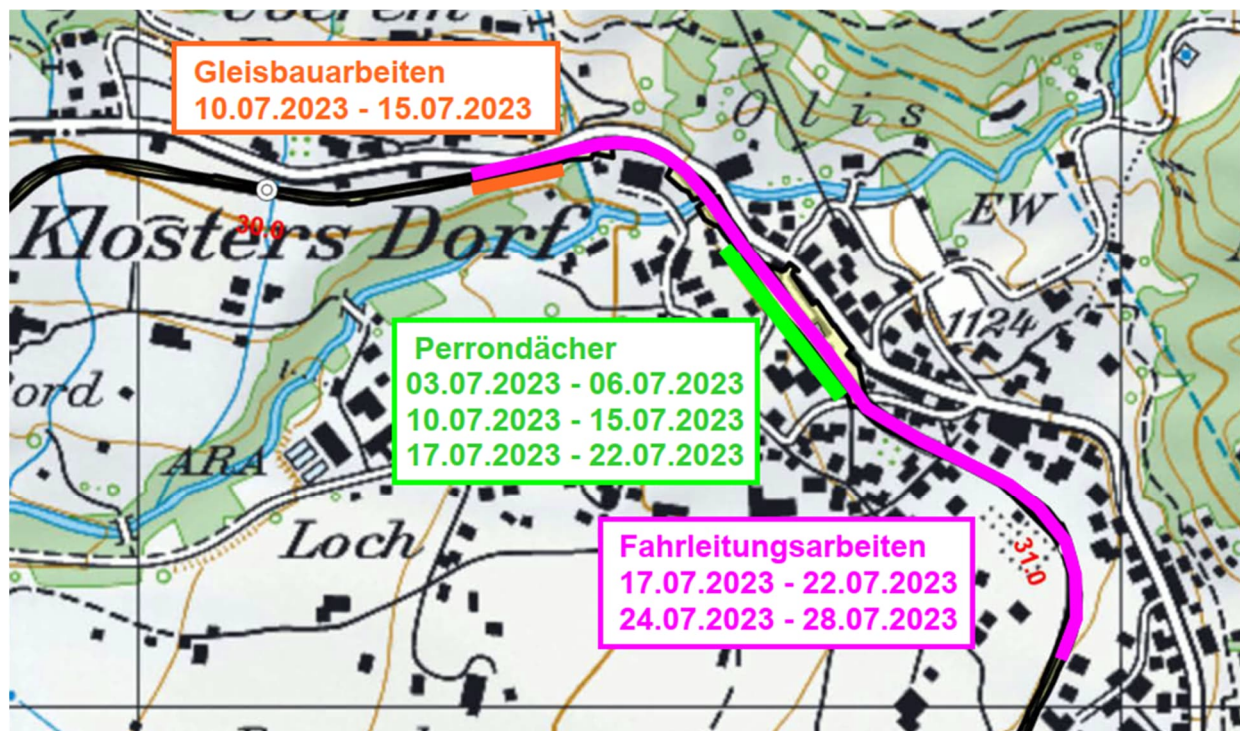 Gleisbauarbeiten
10.07.2023 - 15.07.2023
Olis
EW
Klosters Dorf
30.0
1124
Perrondächer
03.07.2023 - 06.07.2023
10.07.2023 - 15.07.2023
17.07.2023 - 22.07.2023
ord
ARA
Loch
Fahrleitungsarbeiten
17.07.2023 - 22.07.2023
24.07.2023 - 28.07.2023
31.0